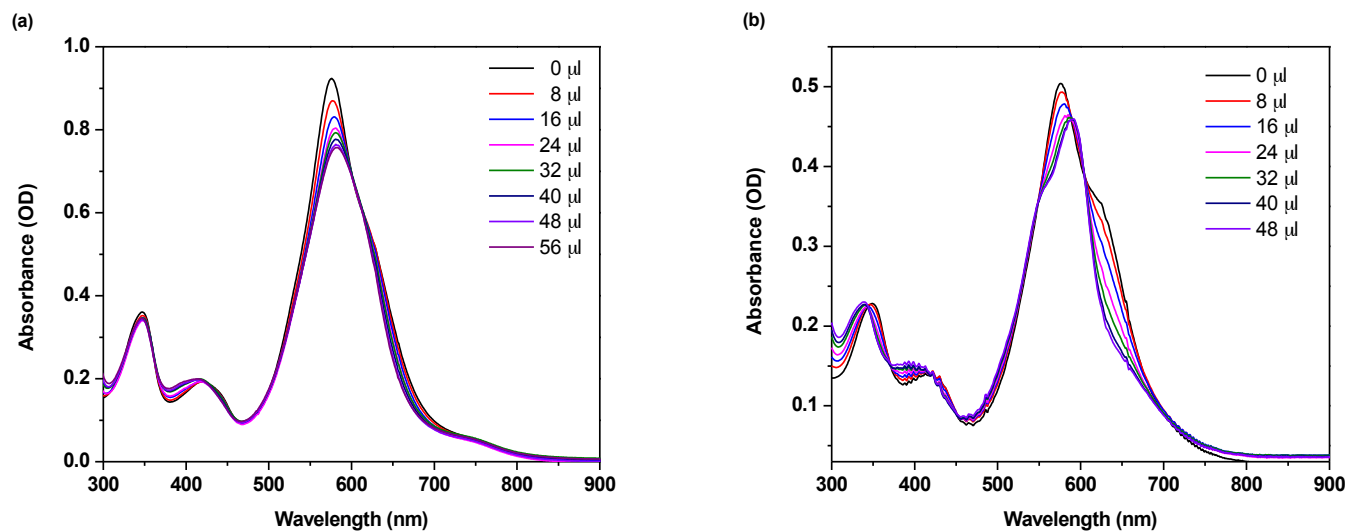 (a)
1.0
0.8
0.6
0.4
0.2
0.0
Absorbance (OD)
300 400 500 600 700 800 900
Wavelength (nm)
0 µl
8 µl
16 µl
24 µl
32 µl
40 µl
48 µl
56 µl
(b)
0.5
0.4
0.3
0.2
0.1
Absorbance (OD)
300 400 500 600 700 800 900
Wavelength (nm)
0 µl
8 µl
16 µl
24 µl
32 µl
40 µl
48 µl